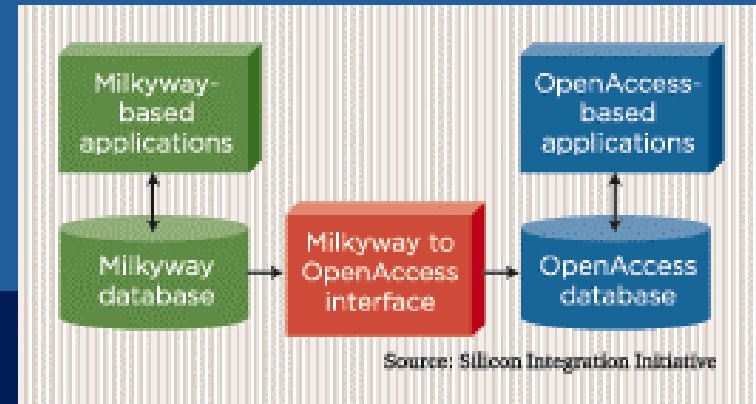 Milkyway-
based
applications
OpenAccess-
based
applications
Milkyway
database
Milkyway to
OpenAccess
interface
OpenAccess
database
Source: Silicon Integration Initiative